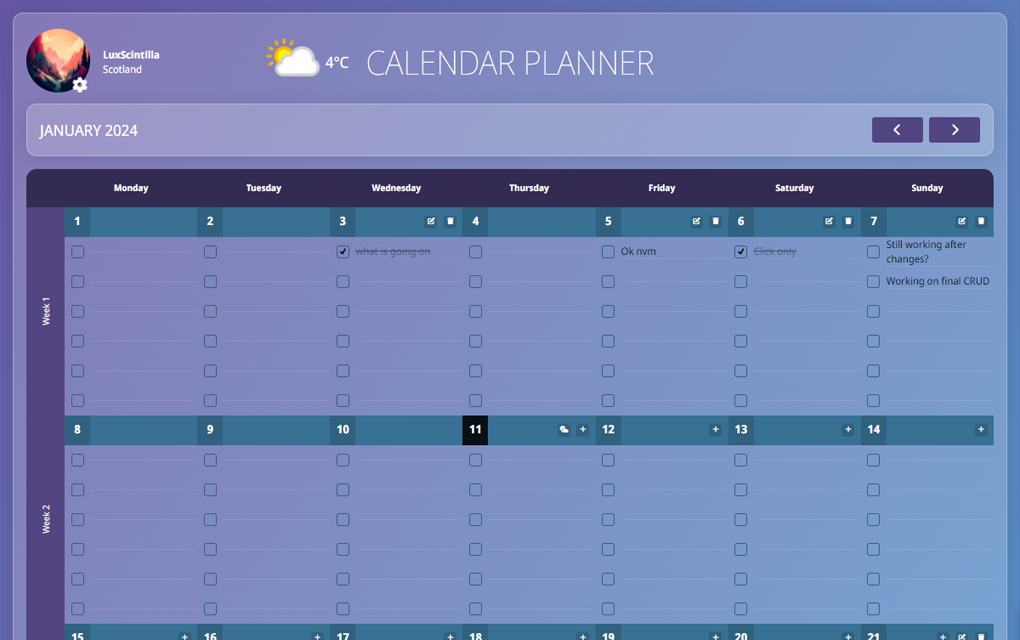 LuxScintilla
Scotland
4°C
CALENDAR PLANNER
JANUARY 2024
Monday Tuesday Wednesday Thursday Friday Saturday Sunday
1 2 3 4 5 6 7
Week 1
what is going on
Ok nvm
Click only
Still working after
changes?
Working on final CRUD
8 9 10 11 + 12 + 13 + 14 +
Week 2
15 + 16 + 17 + 18 + 19 + 20 + 21 +